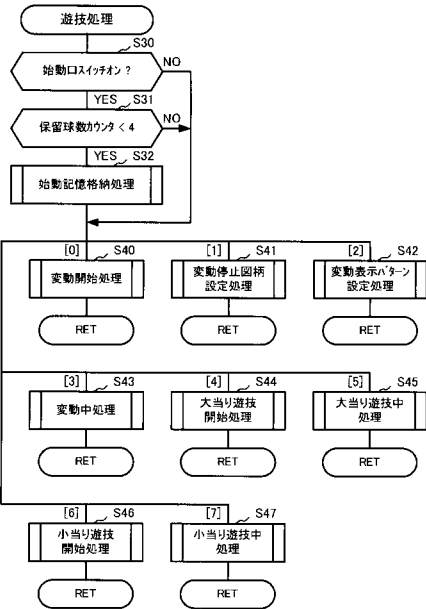 遊技処理
S30
始動口スイッチオン ?
NO
YES
S31
保留球数カウンタ < 4
NO
YES
S32
始動記憶格納処理
[0]
S40
変動開始処理
RET
[1]
S41
変動停止図柄
設定処理
RET
[2]
S42
変動表示パターン
設定処理
RET
[3]
S43
変動中処理
RET
[4]
S44
大当り遊技
開始処理
RET
[5]
S45
大当り遊技中
処理
RET
[6]
S46
小当り遊技
開始処理
RET
[7]
S47
小当り遊技中
処理
RET